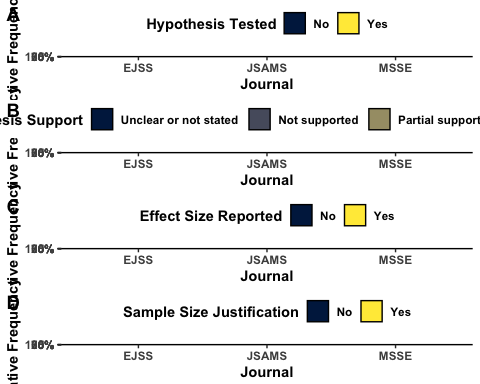 A
Hypothesis Tested No Yes
EJSS JSAMS MSSE
Journal
B
esis Support Unclear or not stated Not supported Partial support
EJSS JSAMS MSSE
Journal
Effect Size Reported No Yes
EJSS JSAMS MSSE
Journal
Sample Size Justification No Yes
EJSS JSAMS MSSE
Journal